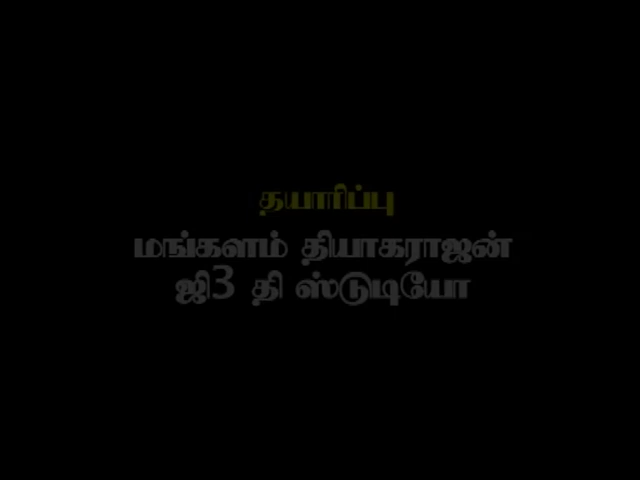 தயாரிப்பு
மங்களம் தியாகராஜன்
ஜி3 தி ஸ்டுடியோ